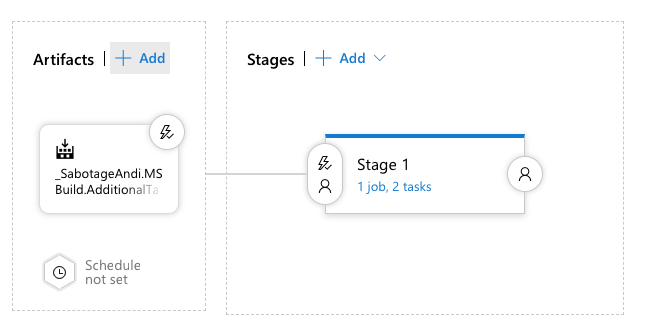 Artifacts | + Add
Stages | + Add
_SabotageAndi.MS
Build.AdditionalTa
Stage 1
1 job, 2 tasks
Schedule
not set